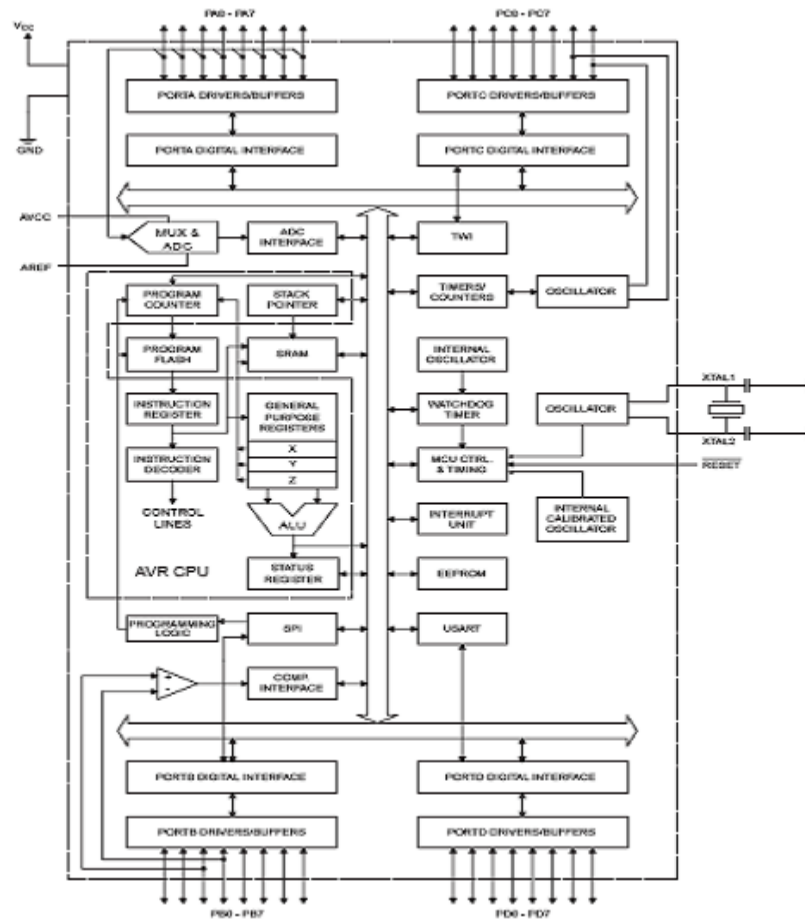 PA0 - PA7
PC0 - PC7
VCC
PORTA DRIVERS/BUFFERS
PORTC DRIVERS/BUFFERS
GND
PORTA DIGITAL INTERFACE
PORTC DIGITAL INTERFACE
AVCC
MUX &
ADC
ADC
INTERFACE
TWI
AREF
PROGRAM
COUNTER
STACK
POINTER
TIMERS/
COUNTERS
OSCILLATOR
PROGRAM
FLASH
SRAM
INTERNAL
OSCILLATOR
XTAL1
INSTRUCTION
REGISTER
GENERAL
PURPOSE
REGISTERS
WATCHDOG
TIMER
OSCILLATOR
X
XTAL2
INSTRUCTION
DECODER
Y
MCU CTRL.
& TIMING
RESET
Z
CONTROL
LINES
INTERRUPT
UNIT
INTERNAL
CALIBRATED
OSCILLATOR
ALU
AVR CPU
STATUS
REGISTER
EEPROM
PROGRAMMING
LOGIC
SPI
USART
+
-
COMP.
INTERFACE
PORTB DIGITAL INTERFACE
PORTD DIGITAL INTERFACE
PORTB DRIVERS/BUFFERS
PORTD DRIVERS/BUFFERS
PB0 - PB7
PD0 - PD7